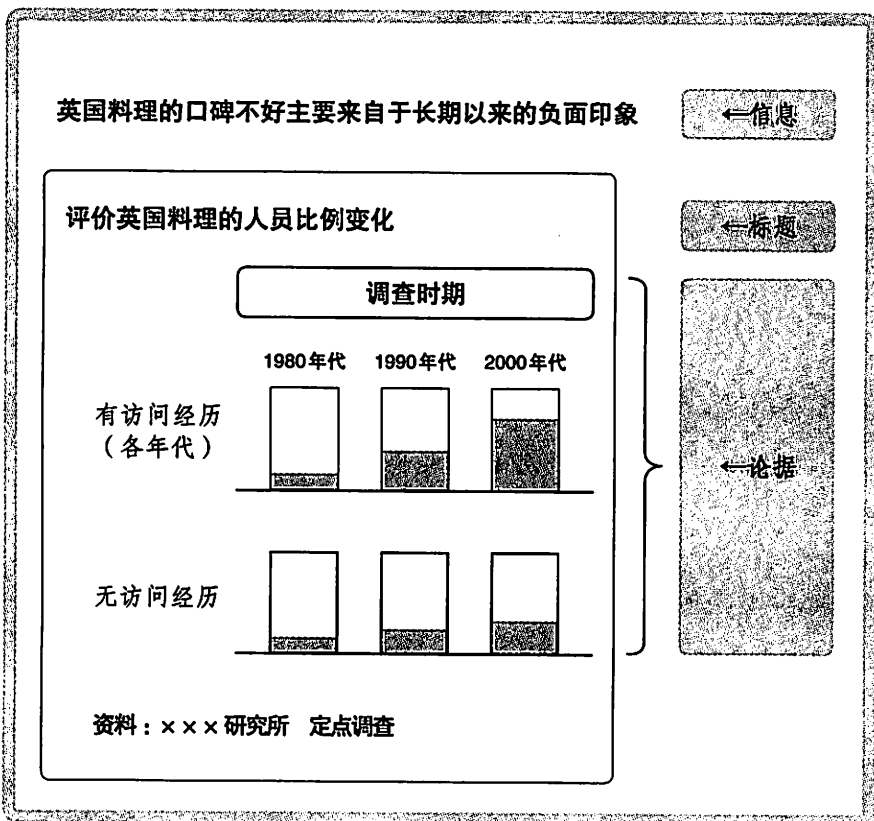 英国料理的口碑不好主要来自于长期以来的负面印象
←信息
评价英国料理的人员比例变化
←标题
调查时期
1980年代 1990年代 2000年代
有访问经历
（各年代）
←论据
无访问经历
资料：×××研究所 定点调查